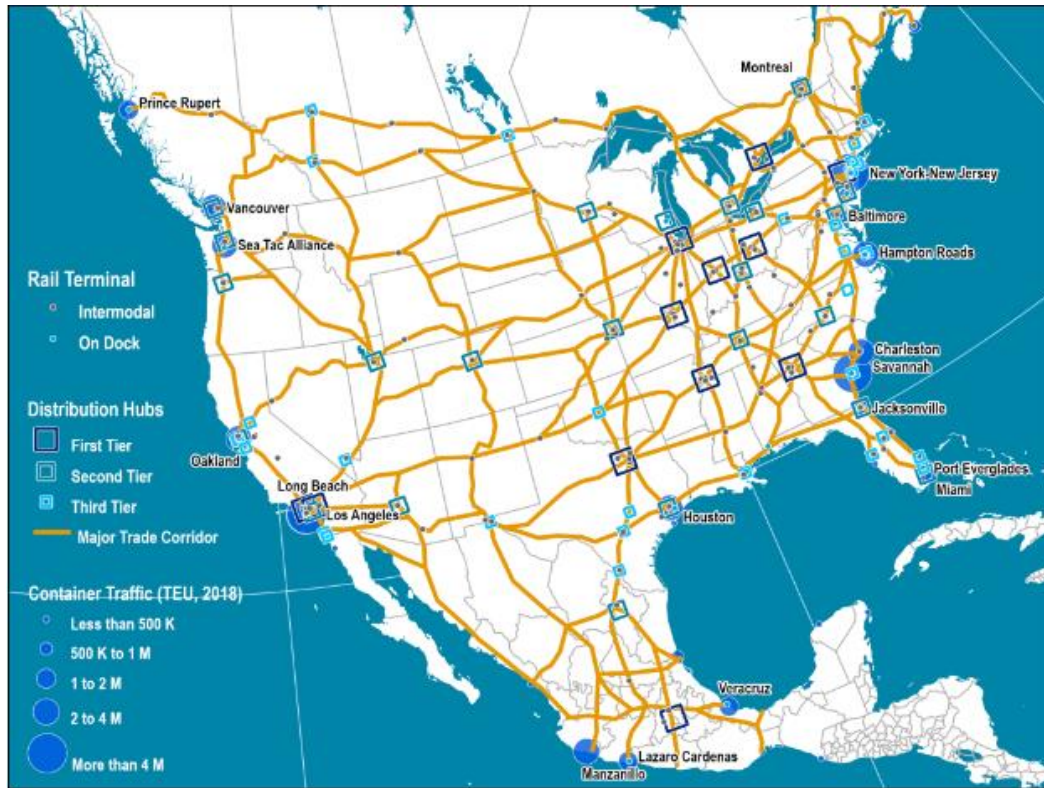 Montreal
Prince Rupert
New York-New Jersey
Vancouver
Baltimore
Sea Tac Alliance
Hampton Roads
Rail Terminal
Intermodal
On Dock
Charleston
Savannah
Distribution Hubs
Jacksonville
First Tier
Oakland
Second Tier
Port Everglades
Long Beach
Miami
Third Tier
Los Angeles
Houston
Major Trade Corridor
Container Traffic (TEU, 2018)
Less than 500 K
500 K to 1 M
1 to 2 M
Veracruz
2 to 4 M
Lazaro Cardenas
More than 4 M
Manzanillo